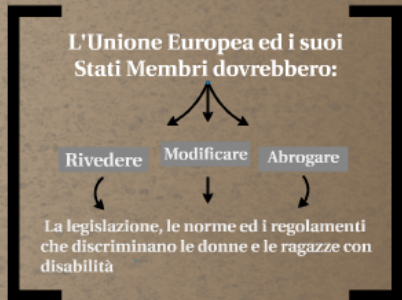 L'Unione Europea ed i suoi
Stati Membri dovrebbero:
Rivedere Modificare Abrogare
La legislazione, le norme ed i regolamenti
che discriminano le donne e le ragazze con
disabilità